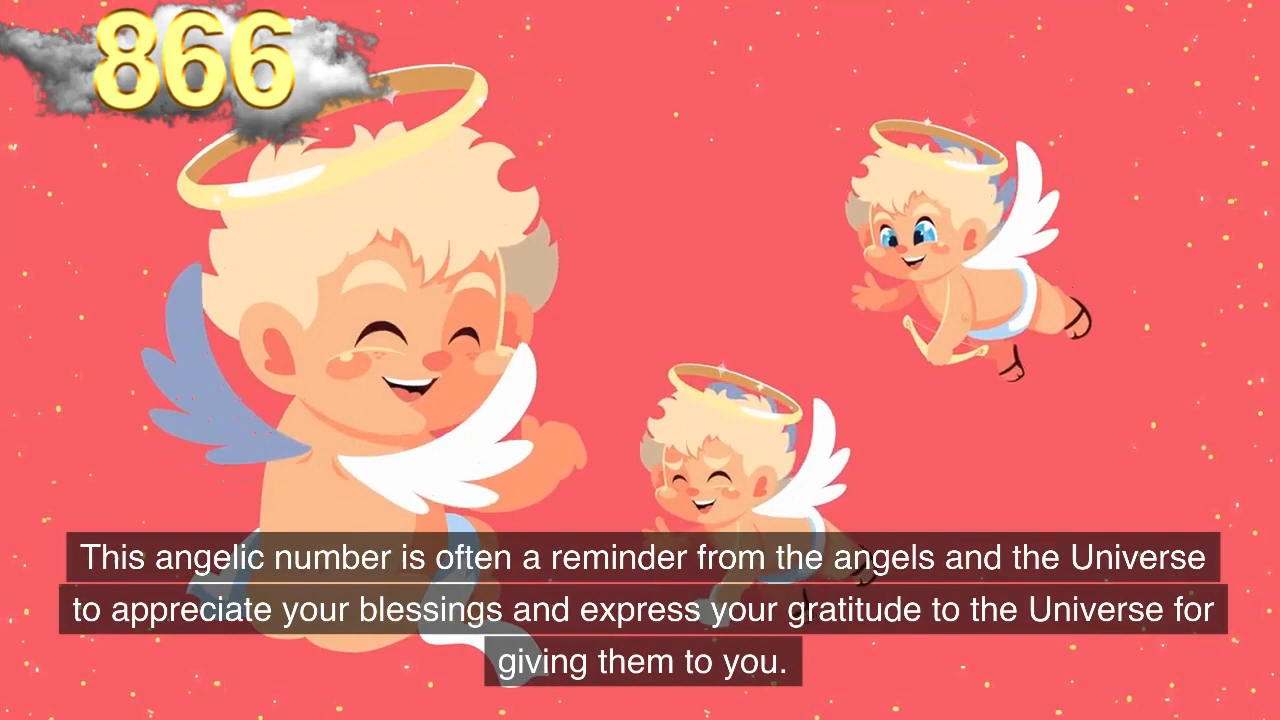 866
This angelic number is often a reminder from the angels and the Universe
to appreciate your blessings and express your gratitude to the Universe for
giving them to you.